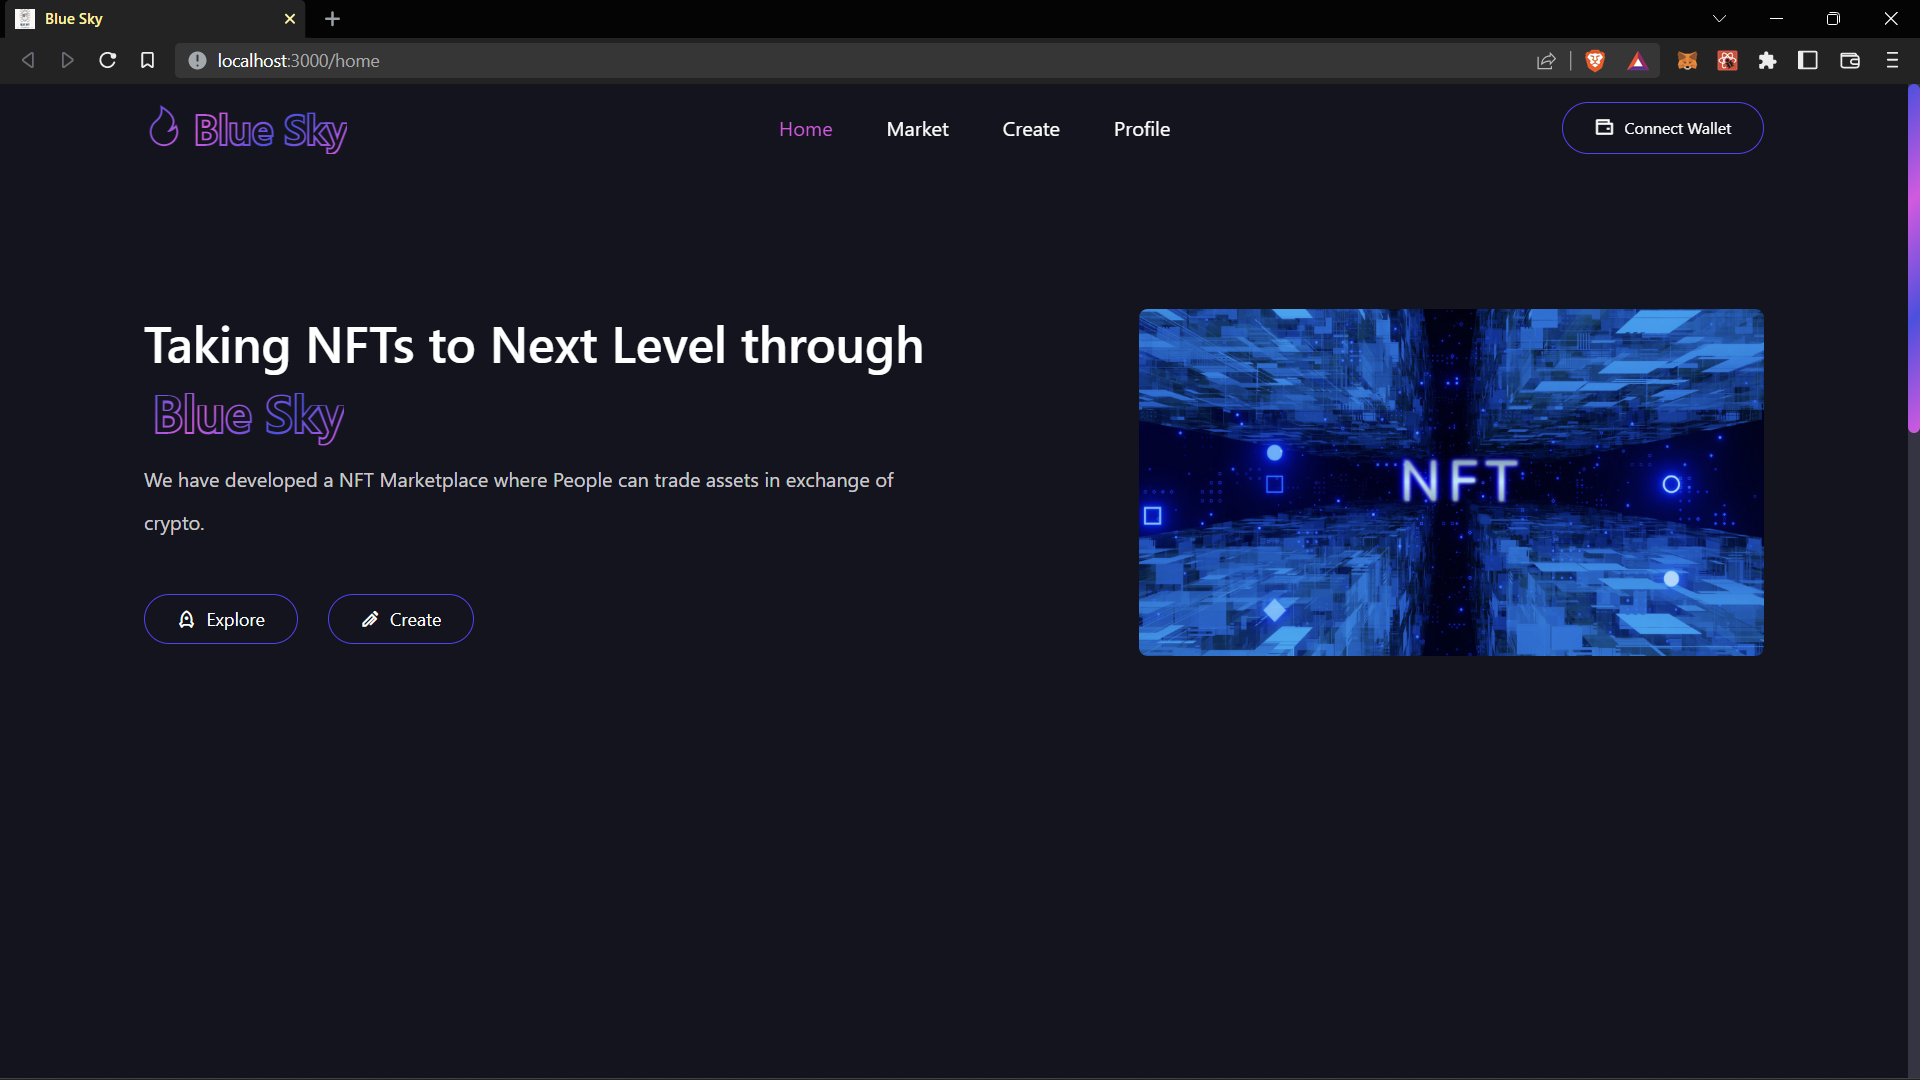 Blue Sky
localhost:3000/home
Blue Sky
Home
Market
Create
Profile
Connect Wallet
Taking NFTs to Next Level through
Blue Sky
We have developed a NFT Marketplace where People can trade assets in exchange of
crypto.
Explore
Create
NFT